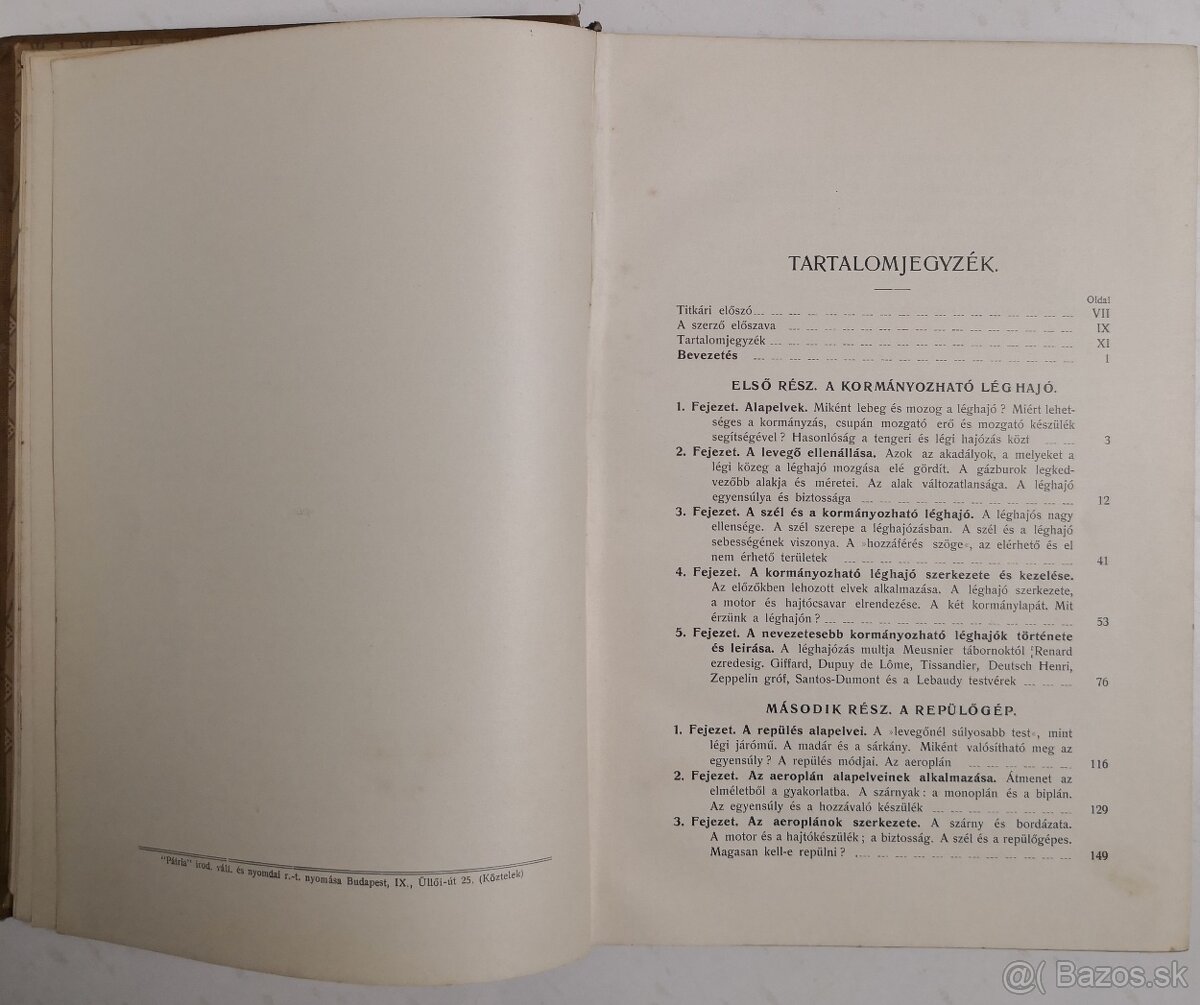 "Pátria" irod. váll. és nyomdai r.-t. nyomása Budapest, IX., Üllői-út 25. (Köztelek)
TARTALOMJEGYZÉK.
Oldal
Titkári előszó VII
A szerző előszava IX
Tartalomjegyzék XI
Bevezetés 1
ELSŐ RÉSZ. A KORMÁNYOZHATÓ LÉGHAJÓ.
1. Fejezet. Alapelvek. Miként lebeg és mozog a léghajó? Miért lehet-
séges a kormányzás, csupán mozgató erő és mozgató készülék
segítségével? Hasonlóság a tengeri és légi hajózás közt 3
2. Fejezet. A levegő ellenállása. Azok az akadályok, a melyeket a
légi közeg a léghajó mozgása elé gördít. A gázburok legked-
vezőbb alakja és méretei. Az alak változatlansága. A léghajó
egyensúlya és biztossága 12
3. Fejezet. A szél és a kormányozható léghajó. A léghajós nagy
ellensége. A szél szerepe a léghajózásban. A szél és a léghajó
sebességének viszonya. A »hozzáférés szöge«, az elérhető és el
nem érhető területek 41
4. Fejezet. A kormányozható léghajó szerkezete és kezelése.
Az előzőkben lehozott elvek alkalmazása. A léghajó szerkezete,
a motor és hajtócsavar elrendezése. A két kormánylapát. Mit
érzünk a léghajón? 53
5. Fejezet. A nevezetesebb kormányozható léghajók története
és leirása. A léghajózás multja Meusnier tábornoktól Renard
ezredesig. Giffard, Dupuy de Lôme, Tissandier, Deutsch Henri,
Zeppelin gróf, Santos-Dumont és a Lebaudy testvérek 76
MÁSODIK RÉSZ. A REPÜLŐGÉP.
1. Fejezet. A repülés alapelvei. A »levegőnél súlyosabb test«, mint
légi jármű. A madár és a sárkány. Miként valósítható meg az
egyensúly? A repülés módjai. Az aeroplán 116
2. Fejezet. Az aeroplán alapelveinek alkalmazása. Átmenet az
elméletből a gyakorlatba. A szárnyak: a monoplán és a biplán.
Az egyensúly és a hozzávaló készülék 129
3. Fejezet. Az aeroplánok szerkezete. A szárny és bordázata.
A motor és a hajtókészülék; a biztosság. A szél és a repülőgépes.
Magasan kell-e repülni? 149
@( Bazos.sk